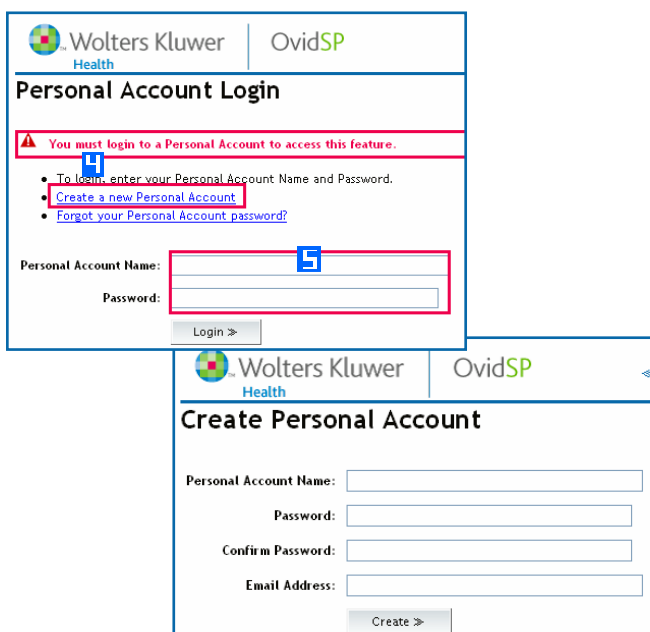 Wolters Kluwer OvidSP
Health
Personal Account Login
You must login to a Personal Account to access this feature.
4
To login, enter your Personal Account Name and Password.
Create a new Personal Account
Forgot your Personal Account password?
Personal Account Name:
5
Password:
Login >>
Wolters Kluwer OvidSP
Health
Create Personal Account
Personal Account Name:
Password:
Confirm Password:
Email Address:
Create >>